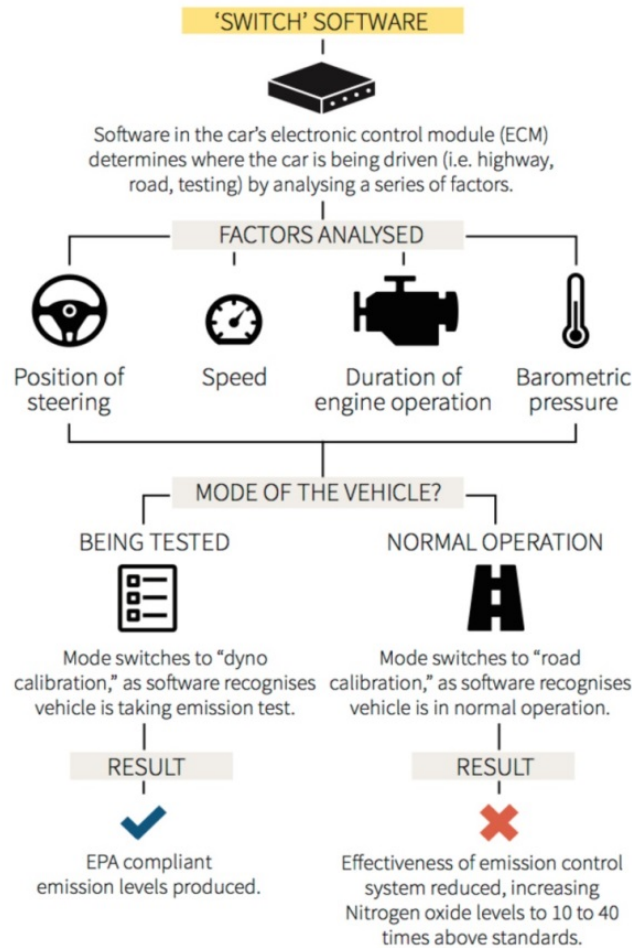 ‘SWITCH’ SOFTWARE
Software in the car’s electronic control module (ECM)
determines where the car is being driven (i.e. highway,
road, testing) by analysing a series of factors.
FACTORS ANALYSED
Position of
steering
Speed
Duration of
engine operation
Barometric
pressure
MODE OF THE VEHICLE?
BEING TESTED
Mode switches to “dyno
calibration,” as software recognises
vehicle is taking emission test.
RESULT
EPA compliant
emission levels produced.
NORMAL OPERATION
Mode switches to “road
calibration,” as software recognises
vehicle is in normal operation.
RESULT
Effectiveness of emission control
system reduced, increasing
Nitrogen oxide levels to 10 to 40
times above standards.